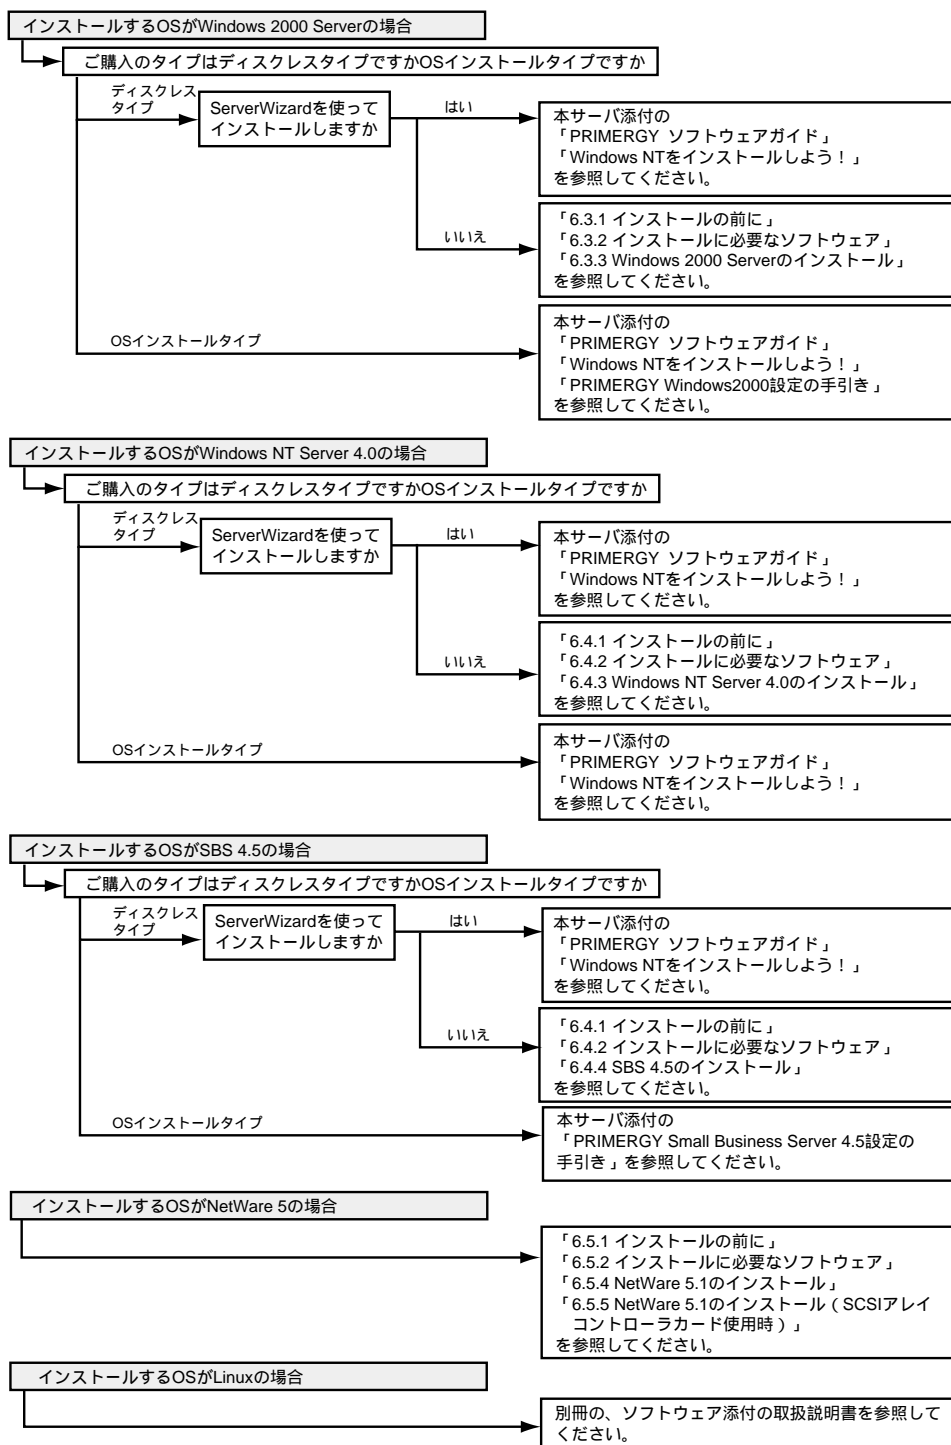 インストールするOSがWindows 2000 Serverの場合
ご購入のタイプはディスクレスタイプですかOSインストールタイプですか
ディスクレス
タイプ
ServerWizardを使って
インストールしますか
はい
本サーバ添付の
「PRIMERGY ソフトウェアガイド」
「Windows NTをインストールしよう！」
を参照してください。
いいえ
「6.3.1 インストールの前に」
「6.3.2 インストールに必要なソフトウェア」
「6.3.3 Windows 2000 Serverのインストール」
を参照してください。
OSインストールタイプ
本サーバ添付の
「PRIMERGY ソフトウェアガイド」
「Windows NTをインストールしよう！」
「PRIMERGY Windows2000設定の手引き」
を参照してください。
インストールするOSがWindows NT Server 4.0の場合
ご購入のタイプはディスクレスタイプですかOSインストールタイプですか
ディスクレス
タイプ
ServerWizardを使って
インストールしますか
はい
本サーバ添付の
「PRIMERGY ソフトウェアガイド」
「Windows NTをインストールしよう！」
を参照してください。
いいえ
「6.4.1 インストールの前に」
「6.4.2 インストールに必要なソフトウェア」
「6.4.3 Windows NT Server 4.0のインストール」
を参照してください。
OSインストールタイプ
本サーバ添付の
「PRIMERGY ソフトウェアガイド」
「Windows NTをインストールしよう！」
を参照してください。
インストールするOSがSBS 4.5の場合
ご購入のタイプはディスクレスタイプですかOSインストールタイプですか
ディスクレス
タイプ
ServerWizardを使って
インストールしますか
はい
本サーバ添付の
「PRIMERGY ソフトウェアガイド」
「Windows NTをインストールしよう！」
を参照してください。
いいえ
「6.4.1 インストールの前に」
「6.4.2 インストールに必要なソフトウェア」
「6.4.4 SBS 4.5のインストール」
を参照してください。
OSインストールタイプ
本サーバ添付の
「PRIMERGY Small Business Server 4.5設定の
手引き」を参照してください。
インストールするOSがNetWare 5の場合
「6.5.1 インストールの前に」
「6.5.2 インストールに必要なソフトウェア」
「6.5.4 NetWare 5.1のインストール」
「6.5.5 NetWare 5.1のインストール（SCSIアレイ
コントローラカード使用時）」
を参照してください。
インストールするOSがLinuxの場合
別冊の、ソフトウェア添付の取扱説明書を参照して
ください。